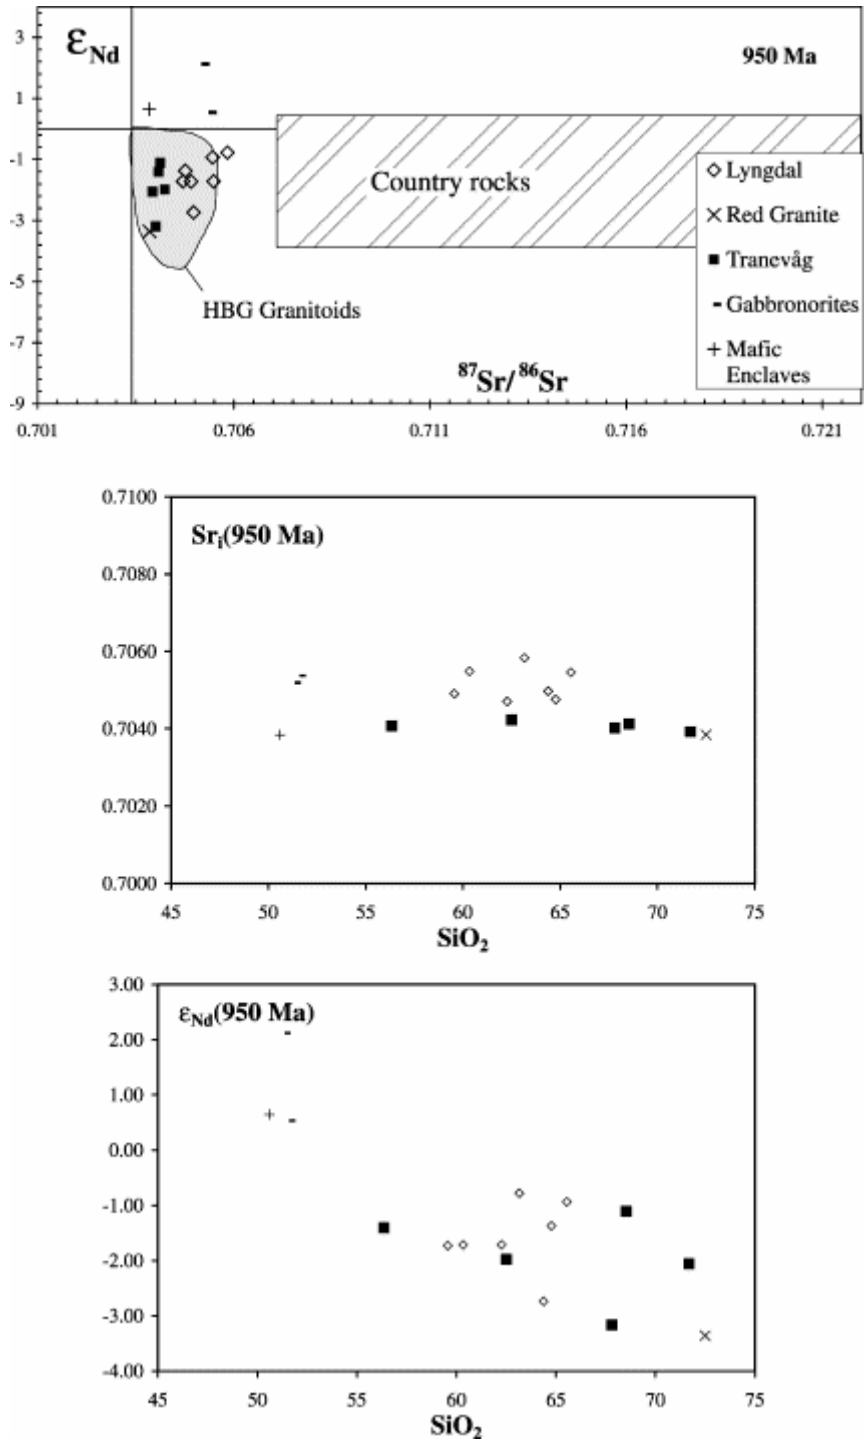 εNd
950 Ma
3
1
-1
-3
-5
-7
-9
Country rocks
HBG Granitoids
Lyngdal
Red Granite
Tranevåg
Gabbronorites
Mafic
Enclaves
87Sr/86Sr
0.701
0.706
0.711
0.716
0.721
0.7100
0.7080
0.7060
0.7040
0.7020
0.7000
Sri(950 Ma)
45
50
55
60
65
70
75
SiO2
3.00
2.00
1.00
0.00
-1.00
-2.00
-3.00
-4.00
εNd(950 Ma)
45
50
55
60
65
70
75
SiO2